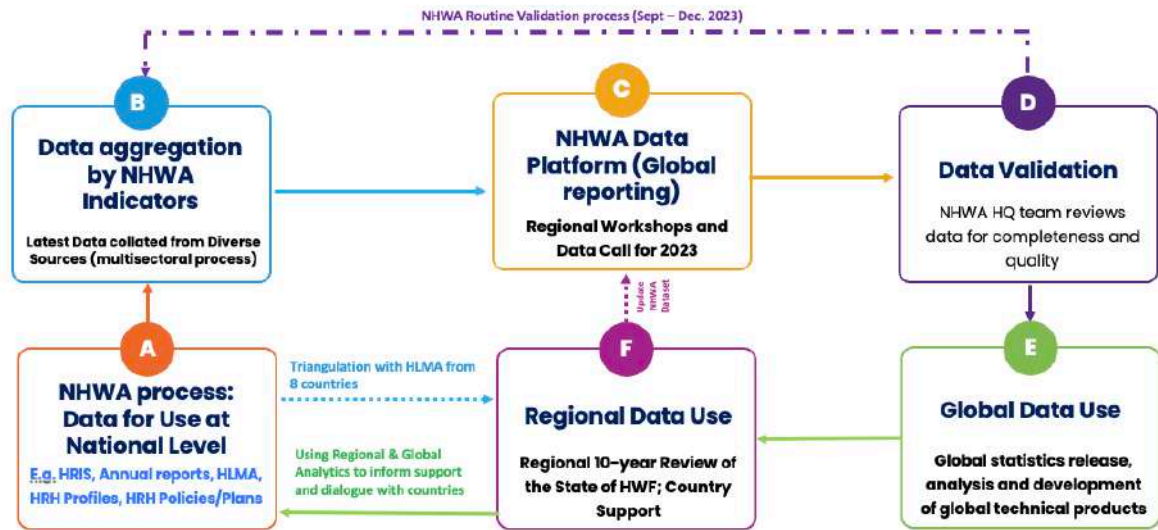 NHWA Routine Validation process (Sept – Dec. 2023)
B
Data aggregation
by NHWA
Indicators
Latest Data collated from Diverse
Sources (multisectoral process)
C
NHWA Data
Platform (Global
reporting)
Regional Workshops and
Data Call for 2023
D
Data Validation
NHWA HQ team reviews
data for completeness and
quality
Update
NHWA
Dataset
A
NHWA process:
Data for Use at
National Level
E.g. HRIS, Annual reports, HLMA,
HRH Profiles, HRH Policies/Plans
Triangulation with HLMA from
8 countries
Using Regional & Global
Analytics to inform support
and dialogue with countries
F
Regional Data Use
Regional 10-year Review of
the State of HWF; Country
Support
E
Global Data Use
Global statistics release,
analysis and development
of global technical products